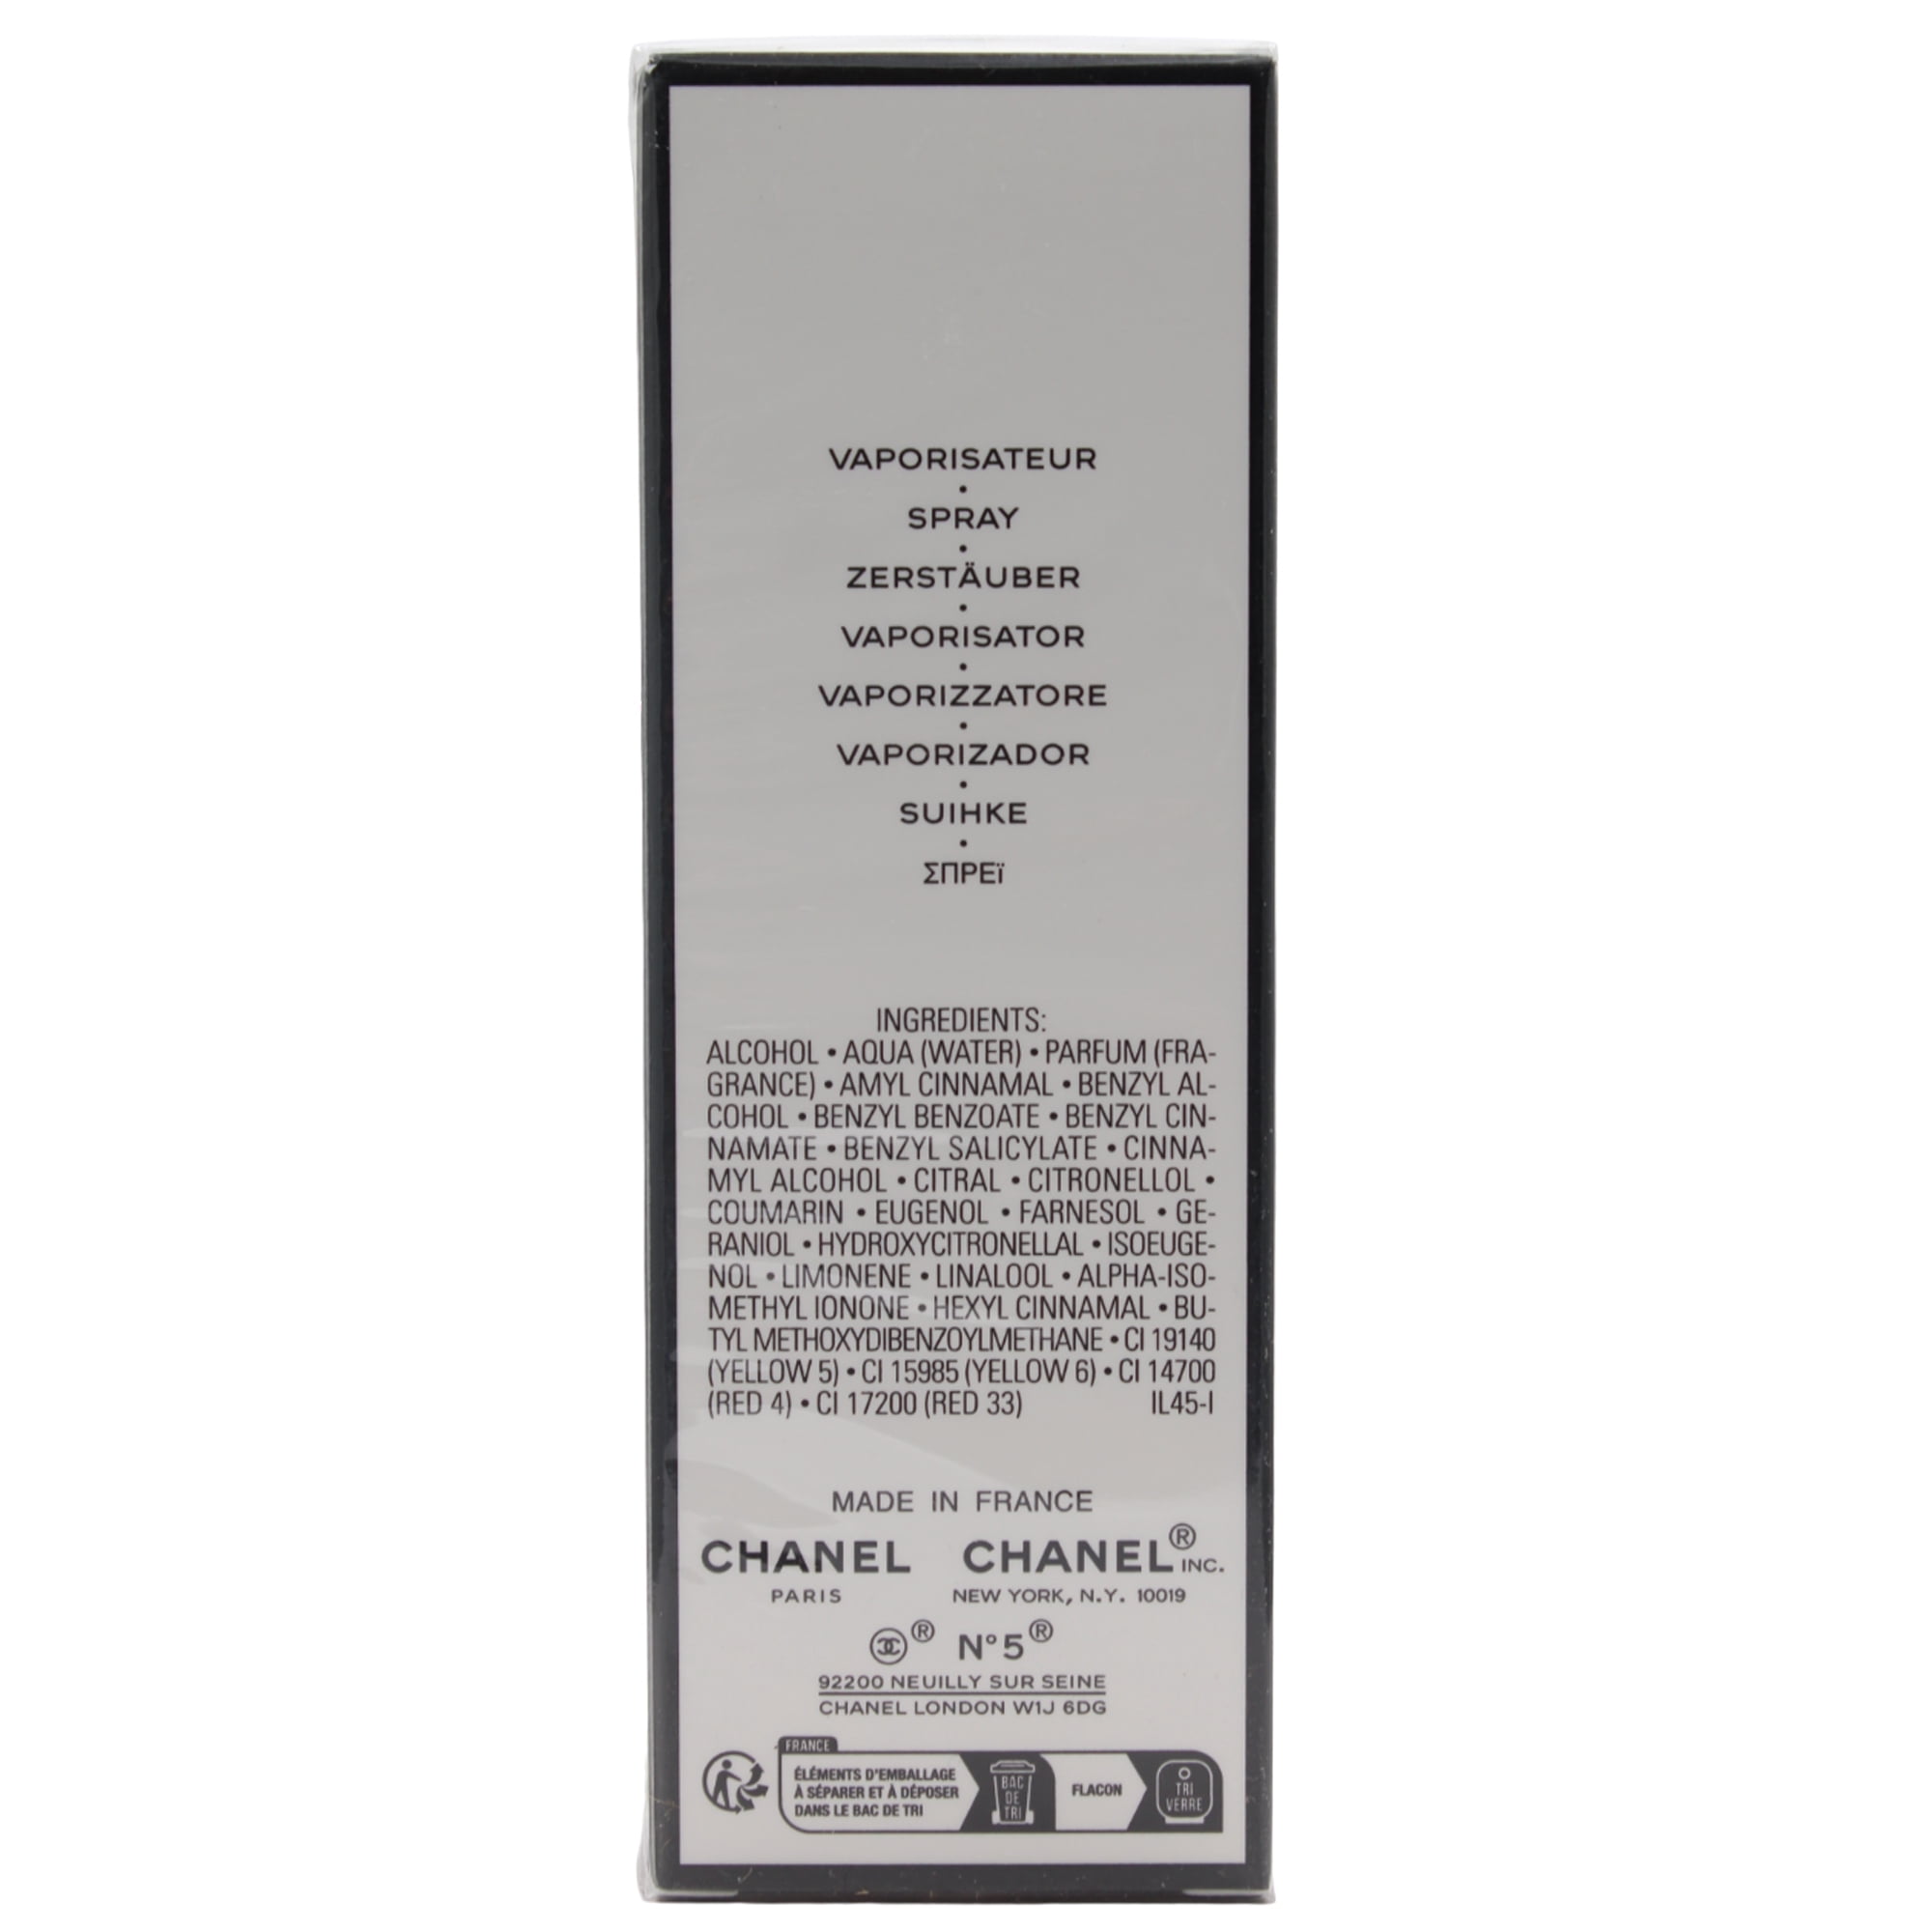 VAPORISATEUR
•
SPRAY
•
ZERSTÄUBER
•
VAPORISATOR
•
VAPORIZZATORE
•
VAPORIZADOR
•
SUIHKE
•
ΣΠΡΕϊ
INGREDIENTS:
ALCOHOL • AQUA (WATER) • PARFUM (FRA-
GRANCE) • AMYL CINNAMAL • BENZYL AL-
COHOL • BENZYL BENZOATE • BENZYL CIN-
NAMATE • BENZYL SALICYLATE • CINNA-
MYL ALCOHOL • CITRAL • CITRONELLOL •
COUMARIN • EUGENOL • FARNESOL • GE-
RANIOL • HYDROXYCITRONELLAL • ISOEUGE-
NOL • LIMONENE • LINALOOL • ALPHA-ISO-
METHYL IONONE • HEXYL CINNAMAL • BU-
TYL METHOXYDIBENZOYLMETHANE • CI 19140
(YELLOW 5) • CI 15985 (YELLOW 6) • CI 14700
(RED 4) • CI 17200 (RED 33) IL45-I
MADE IN FRANCE
CHANEL CHANEL® INC.
PARIS NEW YORK, N.Y. 10019
® N°5®
92200 NEUILLY SUR SEINE
CHANEL LONDON W1J 6DG
FRANCE
ÉLÉMENTS D'EMBALLAGE
À SÉPARER ET À DÉPOSER
DANS LE BAC DE TRI
BAC
DE
TRI
FLACON
TRI
VERRE